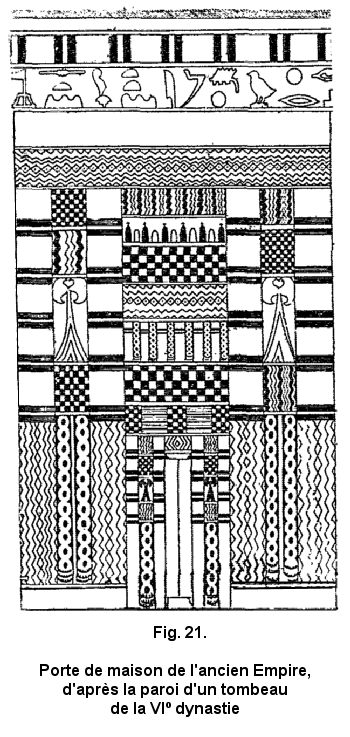 Fig. 21.
Porte de maison de l'ancien Empire,
d'après la paroi d'un tombeau
de la VIº dynastie